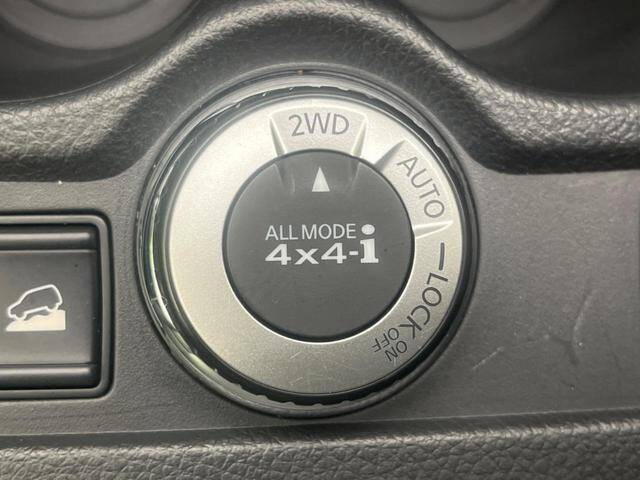 2WD
AUTO
LOCK
ON
OFF
ALL MODE
4x4-i